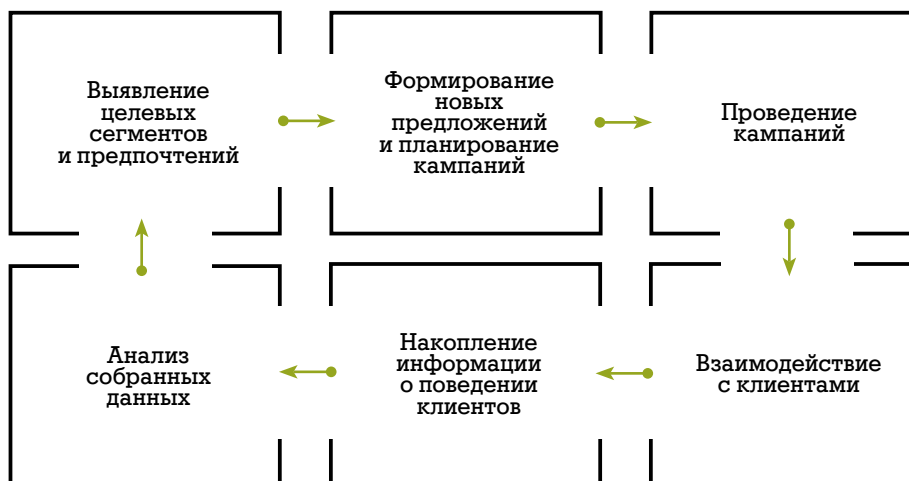 Выявление
целевых
сегментов
и предпочтений
Формирование
новых
предложений
и планирование
кампаний
Проведение
кампаний
Анализ
собранных
данных
Накопление
информации
о поведении
клиентов
Взаимодействие
с клиентами